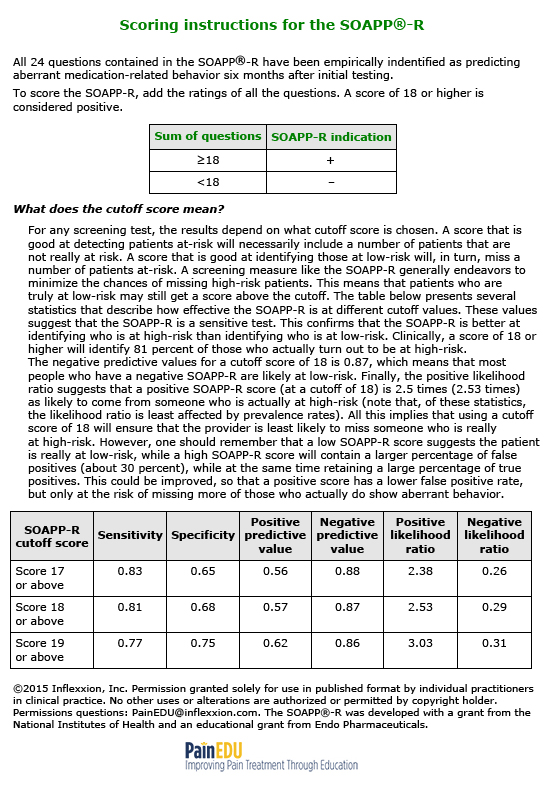 Scoring instructions for the SOAPP®-R
All 24 questions contained in the SOAPP®-R have been empirically indentified as predicting
aberrant medication-related behavior six months after initial testing.
To score the SOAPP-R, add the ratings of all the questions. A score of 18 or higher is
considered positive.
Sum of questions SOAPP-R indication
≥18 +
<18 –
What does the cutoff score mean?
For any screening test, the results depend on what cutoff score is chosen. A score that is
good at detecting patients at-risk will necessarily include a number of patients that are
not really at risk. A score that is good at identifying those at low-risk will, in turn, miss a
number of patients at-risk. A screening measure like the SOAPP-R generally endeavors to
minimize the chances of missing high-risk patients. This means that patients who are
truly at low-risk may still get a score above the cutoff. The table below presents several
statistics that describe how effective the SOAPP-R is at different cutoff values. These values
suggest that the SOAPP-R is a sensitive test. This confirms that the SOAPP-R is better at
identifying who is at high-risk than identifying who is at low-risk. Clinically, a score of 18 or
higher will identify 81 percent of those who actually turn out to be at high-risk.
The negative predictive values for a cutoff score of 18 is 0.87, which means that most
people who have a negative SOAPP-R are likely at low-risk. Finally, the positive likelihood
ratio suggests that a positive SOAPP-R score (at a cutoff of 18) is 2.5 times (2.53 times)
as likely to come from someone who is actually at high-risk (note that, of these statistics,
the likelihood ratio is least affected by prevalence rates). All this implies that using a cutoff
score of 18 will ensure that the provider is least likely to miss someone who is really
at high-risk. However, one should remember that a low SOAPP-R score suggests the patient
is really at low-risk, while a high SOAPP-R score will contain a larger percentage of false
positives (about 30 percent), while at the same time retaining a large percentage of true
positives. This could be improved, so that a positive score has a lower false positive rate,
but only at the risk of missing more of those who actually do show aberrant behavior.
SOAPP-R cutoff score Sensitivity Specificity Positive predictive value Negative predictive value Positive likelihood ratio Negative likelihood ratio
Score 17 or above 0.83 0.65 0.56 0.88 2.38 0.26
Score 18 or above 0.81 0.68 0.57 0.87 2.53 0.29
Score 19 or above 0.77 0.75 0.62 0.86 3.03 0.31
©2015 Inflexxion, Inc. Permission granted solely for use in published format by individual practitioners
in clinical practice. No other uses or alterations are authorized or permitted by copyright holder.
Permissions questions: PainEDU@inflexxion.com. The SOAPP®-R was developed with a grant from the
National Institutes of Health and an educational grant from Endo Pharmaceuticals.
PainEDU
Improving Pain Treatment Through Education